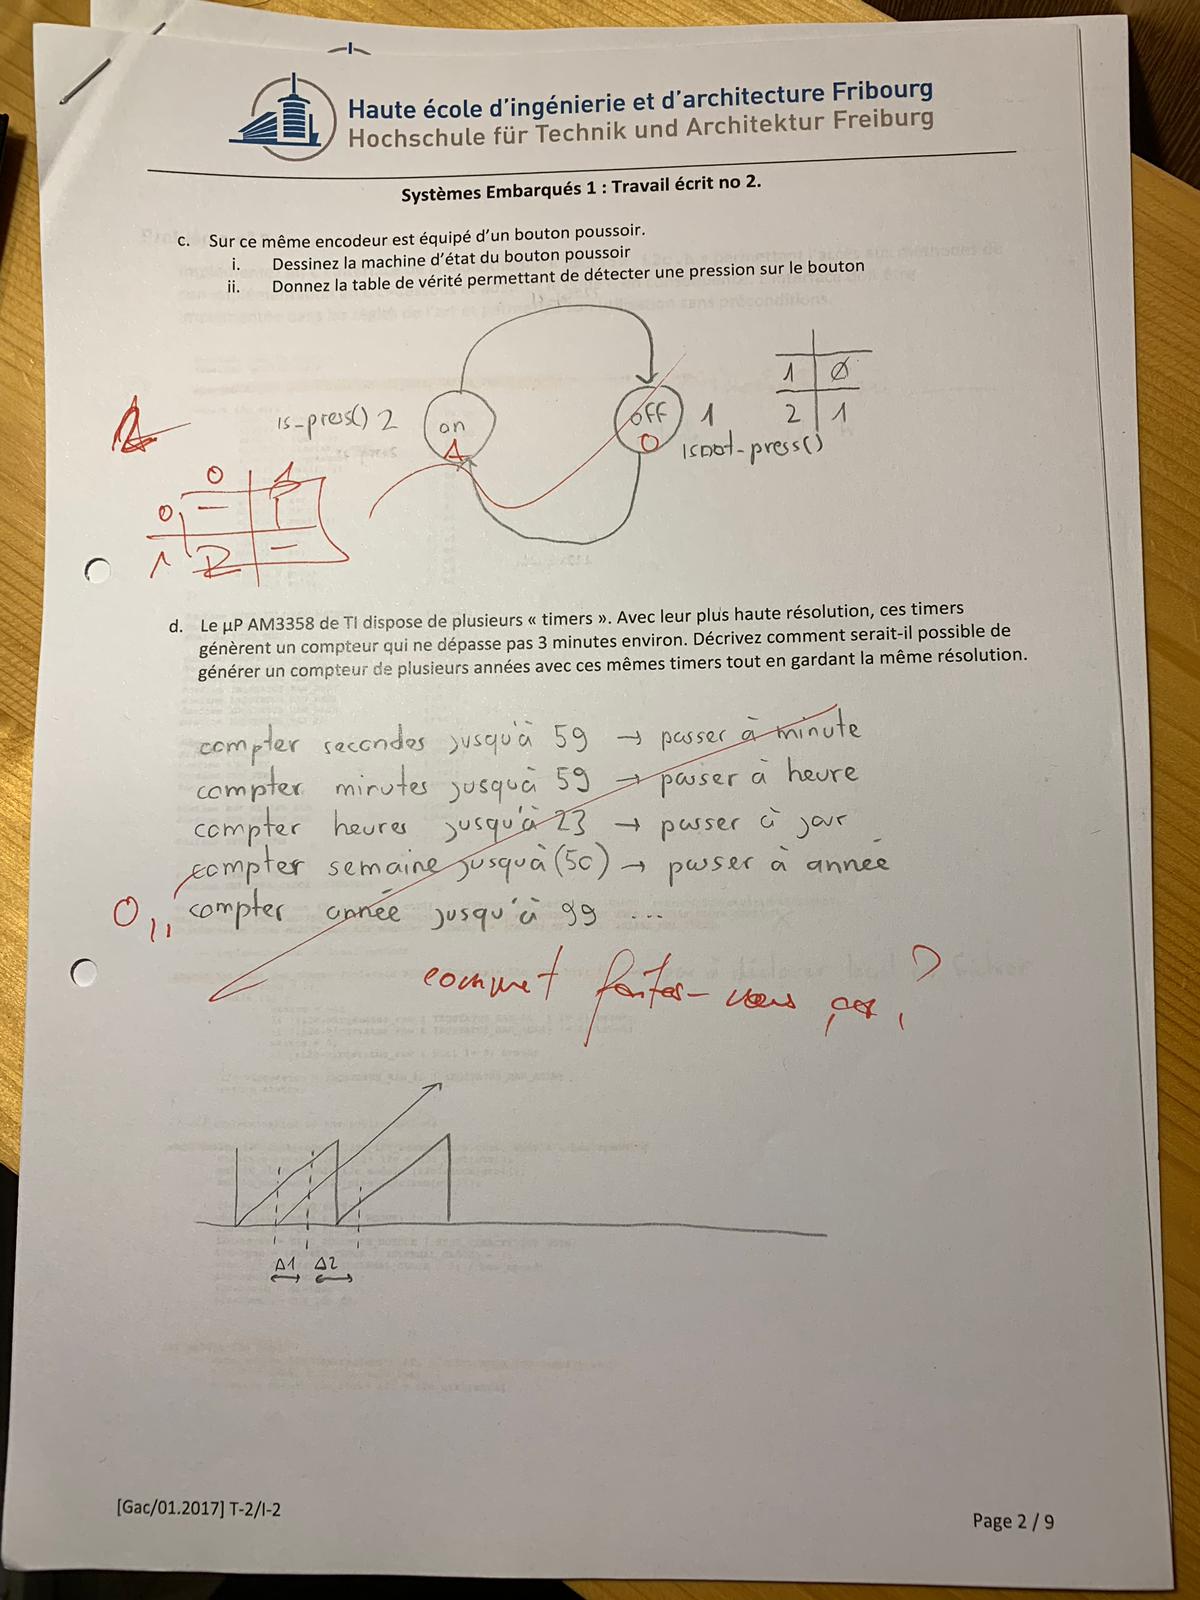 Haute école d'ingénierie et d'architecture Fribourg
Hochschule für Technik und Architektur Freiburg
Systèmes Embarqués 1 : Travail écrit no 2.
c. Sur ce même encodeur est équipé d'un bouton poussoir.
i. Dessinez la machine d'état du bouton poussoir
ii. Donnez la table de vérité permettant de détecter une pression sur le bouton
1 Ø
is-press() 2 on off 1 2 1
1 0 isnot-press()
0 1
0 —
1 —
d. Le µP AM3358 de TI dispose de plusieurs « timers ». Avec leur plus haute résolution, ces timers
génèrent un compteur qui ne dépasse pas 3 minutes environ. Décrivez comment serait-il possible de
générer un compteur de plusieurs années avec ces mêmes timers tout en gardant la même résolution.
compter secondes jusqu'à 59 → passer à minute
compter minutes jusquà 59 → passer à heure
compter heures jusqu'à 23 → passer à jour
compter semaine jusquà (50) → passer à année
0,, compter année jusqu'à 99 ...
comment faites-vous ça ?
Δ1 Δ2
[Gac/01.2017] T-2/I-2
Page 2 / 9